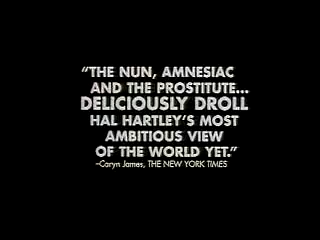 "THE NUN, AMNESIAC
AND THE PROSTITUTE...
DELICIOUSLY DROLL
HAL HARTLEY'S MOST
AMBITIOUS VIEW
OF THE WORLD YET."
-Caryn James, THE NEW YORK TIMES